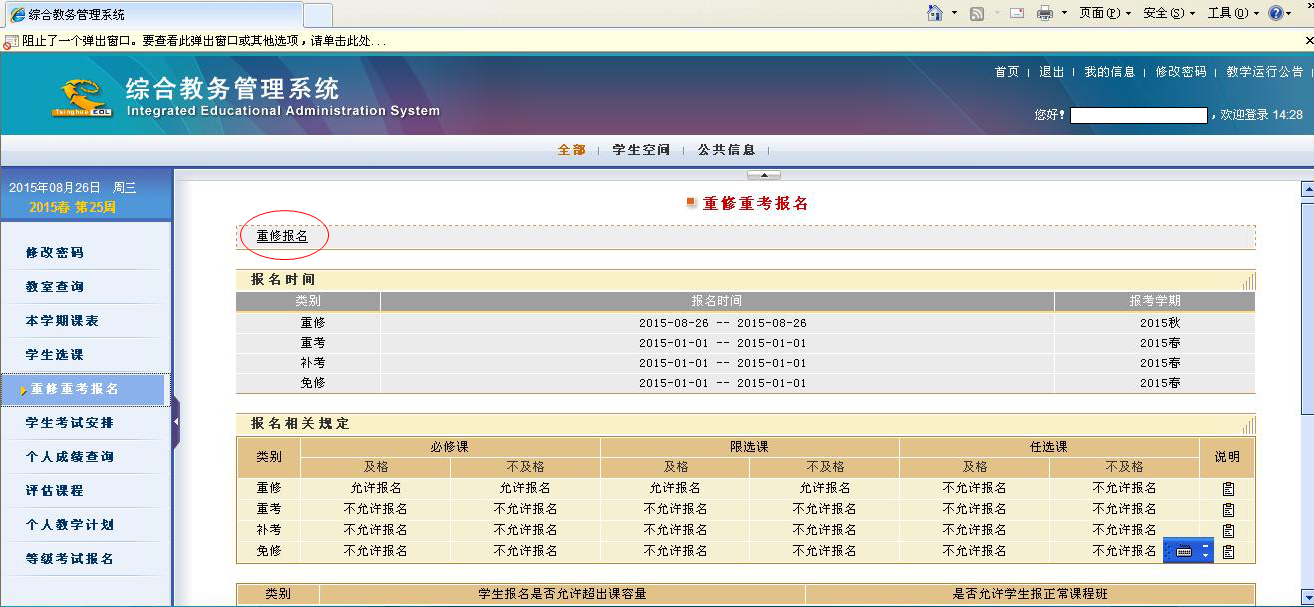 综合教务管理系统
页面(P) 安全(S) 工具(O)
阻止了一个弹出窗口。要查看此弹出窗口或其他选项，请单击此处...
首页 | 退出 | 我的信息 | 修改密码 | 教学运行公告 |
综合教务管理系统
Integrated Educational Administration System
Tsinghua EOL
您好! ，欢迎登录 14:28
全部 | 学生空间 | 公共信息 |
2015年08月26日 周三
2015春 第25周
修改密码
教室查询
本学期课表
学生选课
重修重考报名
学生考试安排
个人成绩查询
评估课程
个人教学计划
等级考试报名
重修重考报名
重修报名
报名时间
类别 报名时间 报考学期
重修 2015-08-26 -- 2015-08-26 2015秋
重考 2015-01-01 -- 2015-01-01 2015春
补考 2015-01-01 -- 2015-01-01 2015春
免修 2015-01-01 -- 2015-01-01 2015春
报名相关规定
类别 必修课 限选课 任选课 说明
及格 不及格 及格 不及格 及格 不及格
重修 允许报名 允许报名 允许报名 允许报名 不允许报名 不允许报名
重考 不允许报名 不允许报名 不允许报名 不允许报名 不允许报名 不允许报名
补考 不允许报名 不允许报名 不允许报名 不允许报名 不允许报名 不允许报名
免修 不允许报名 不允许报名 不允许报名 不允许报名 不允许报名 不允许报名
类别 学生报名是否允许超出课容量 是否允许学生报正常课程班